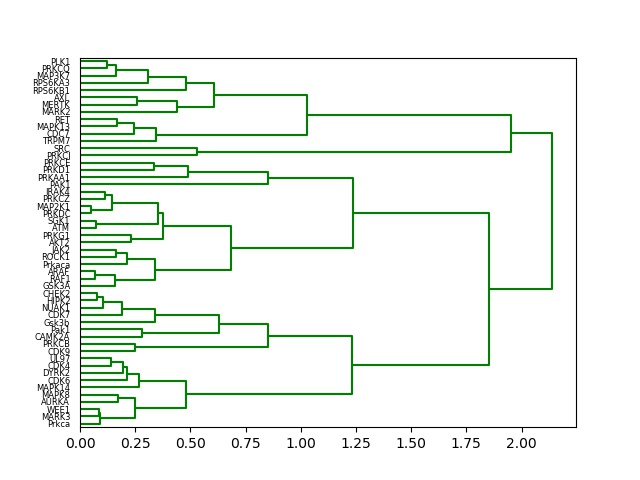 PLK1
PRKCQ
MAP3K7
RPS6KA3
RPS6KB1
AXL
MERTK
MARK2
RET
MAPK13
CDC7
TRPM7
SRC
PRKCI
PRKCE
PRKD1
PRKAA1
PAK1
IRAK4
PRKCZ
MAP2K1
PRKDC
SGK1
ATM
PRKG1
AKT2
JAK2
ROCK1
Prkaca
ARAF
RAF1
GSK3A
CHEK2
HIPK2
NUAK1
CDK7
Gsk3b
Pak1
CAMK2A
PRKCB
CDK9
UL97
CDK4
DYRK2
CDK6
MAPK14
MAPK8
AURKA
WEE1
MARK3
Prkca
0.00 0.25 0.50 0.75 1.00 1.25 1.50 1.75 2.00